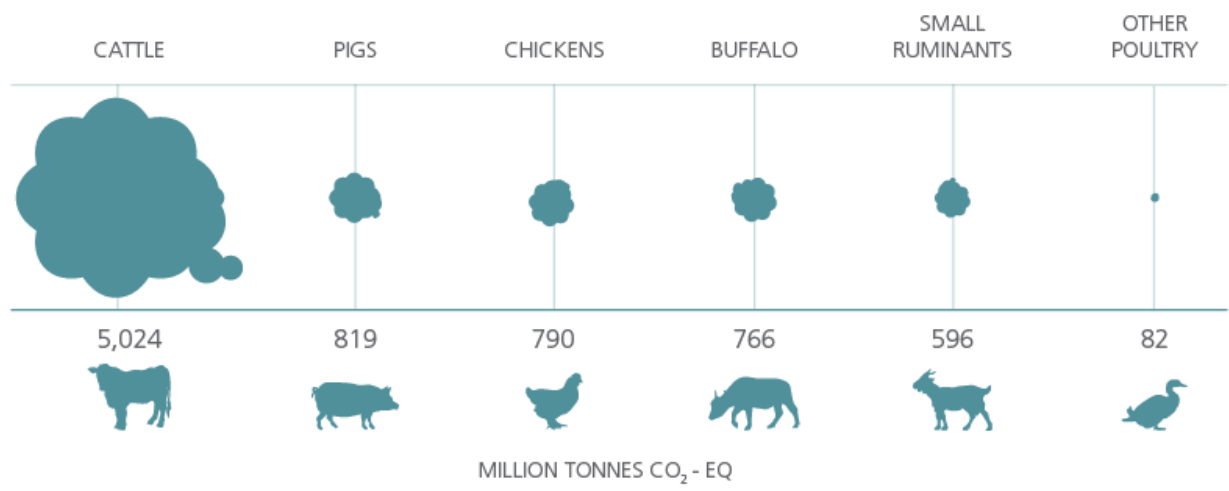 CATTLE
PIGS
CHICKENS
BUFFALO
SMALL
RUMINANTS
OTHER
POULTRY
5,024
819
790
766
596
82
MILLION TONNES CO₂ - EQ